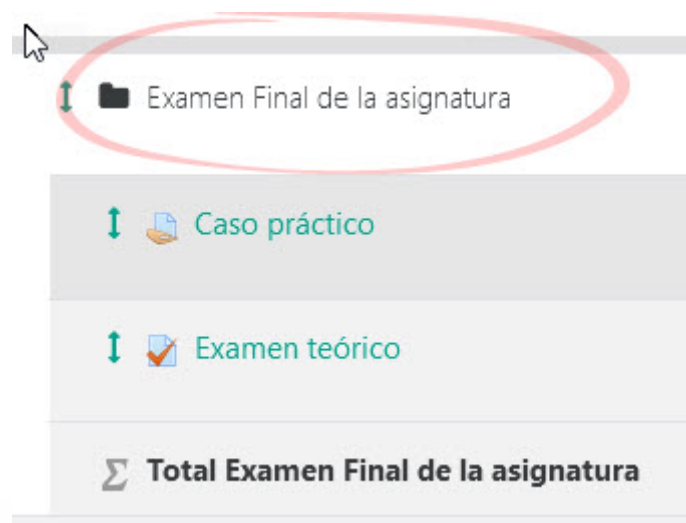 Examen Final de la asignatura
Caso práctico
Examen teórico
Total Examen Final de la asignatura